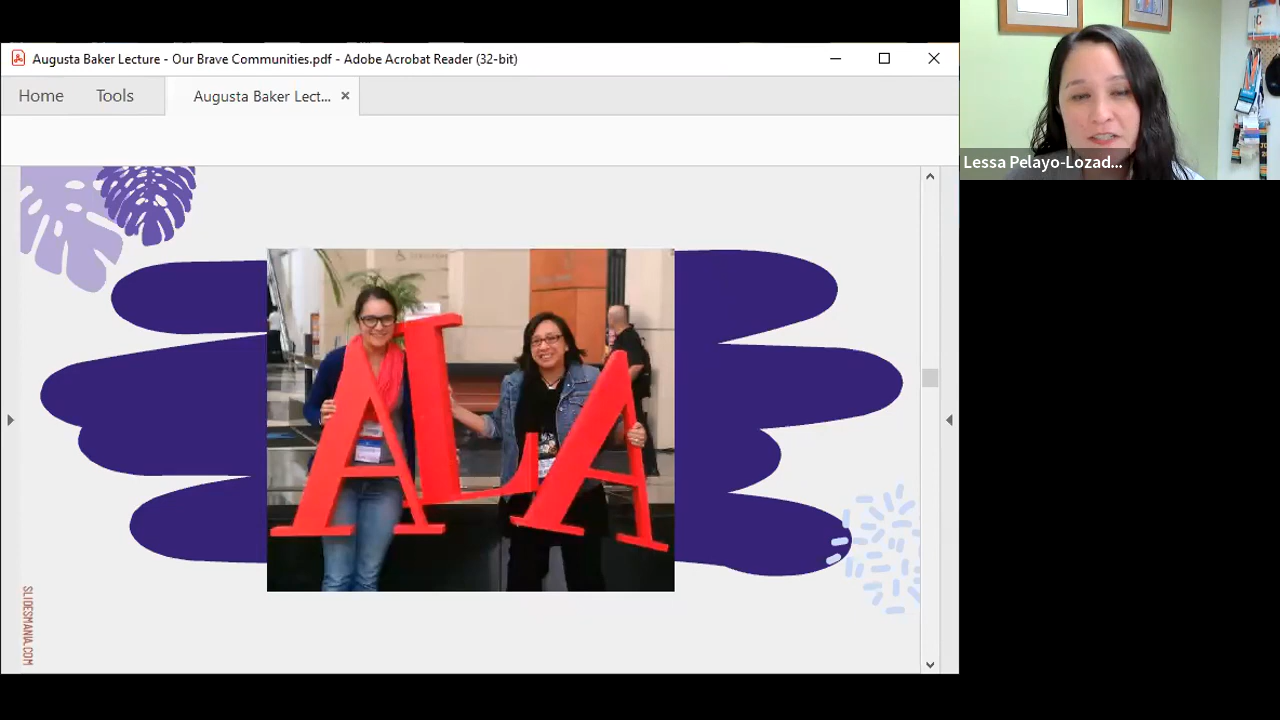 Augusta Baker Lecture - Our Brave Communities.pdf - Adobe Acrobat Reader (32-bit)
Home
Tools
Augusta Baker Lect...
ALA
SLIDESMANIA.COM
Lessa Pelayo-Lozad...